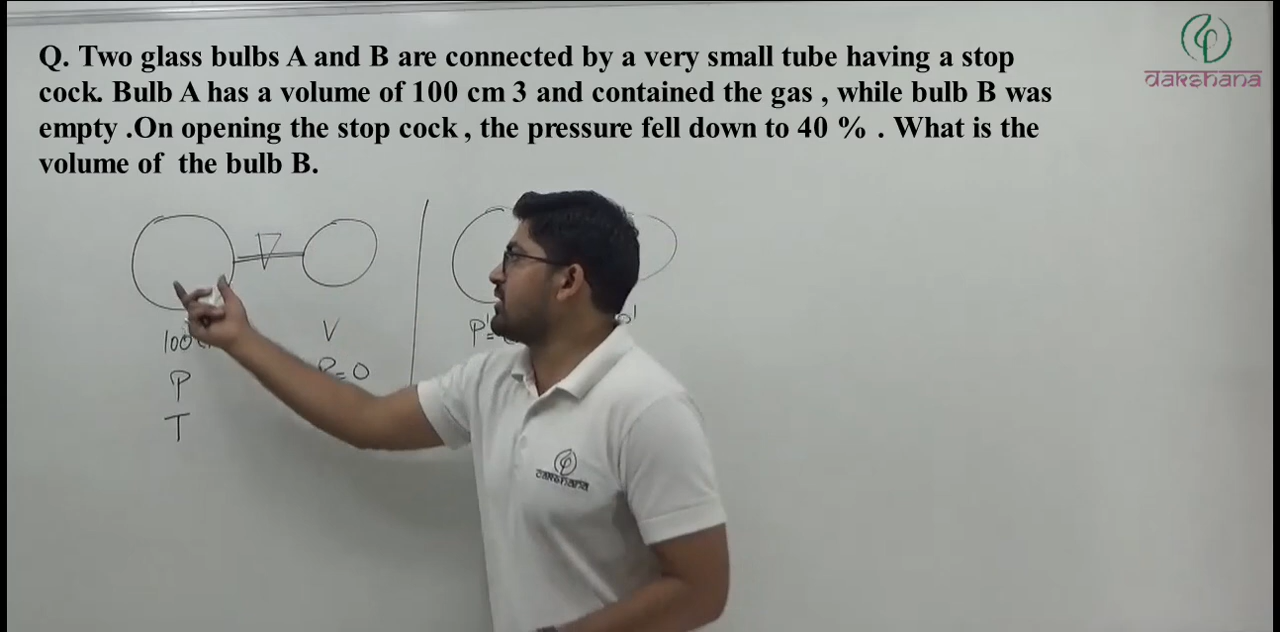 Q. Two glass bulbs A and B are connected by a very small tube having a stop
cock. Bulb A has a volume of 100 cm 3 and contained the gas , while bulb B was
empty .On opening the stop cock , the pressure fell down to 40 % . What is the
volume of  the bulb B.
dakshana
100
V
P'=
P'
P
P=0
T
dakshana